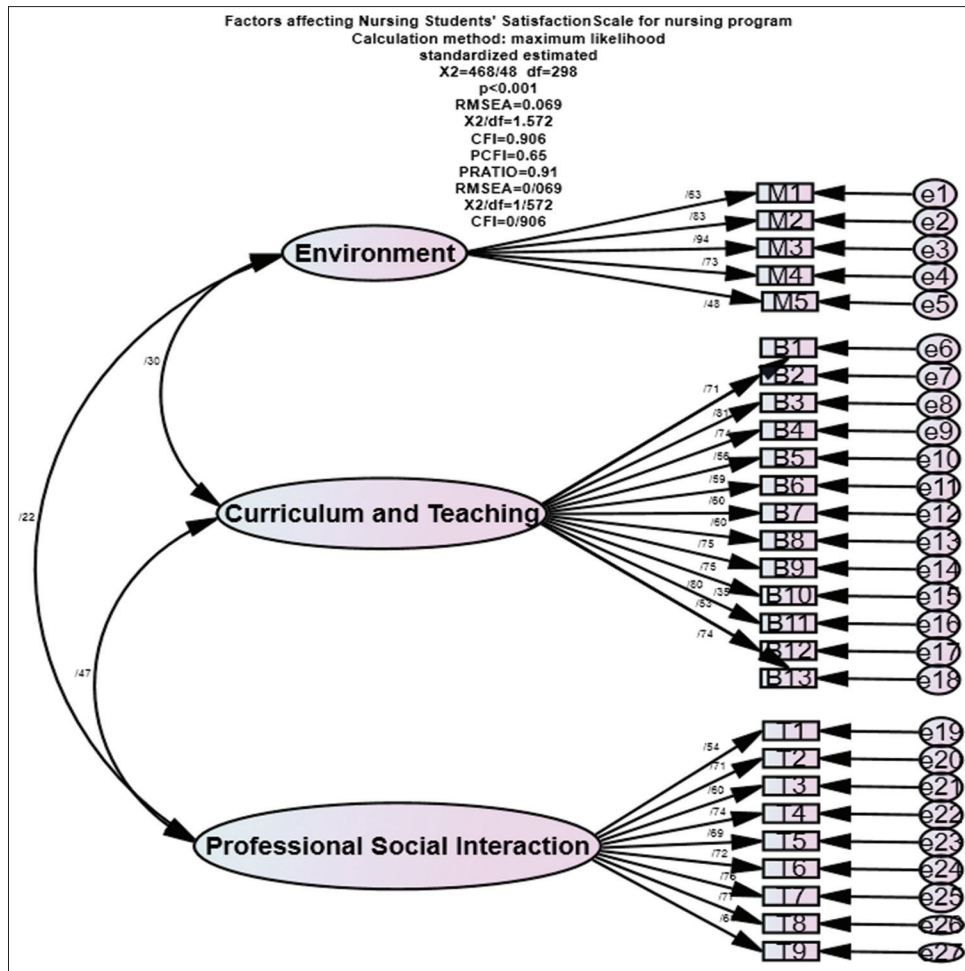 Factors affecting Nursing Students' SatisfactionScale for nursing program
Calculation method: maximum likelihood
standardized estimated
X2=468/48 df=298
p<0.001
RMSEA=0.069
X2/df=1.572
CFI=0.906
PCFI=0.65
PRATIO=0.91
RMSEA=0/069
X2/df=1/572
CFI=0/906
Environment
/63 M1 e1
/83 M2 e2
/94 M3 e3
/73 M4 e4
/48 M5 e5
/30
/22
/47
Curriculum and Teaching
B1 e6
/71 B2 e7
/81 B3 e8
/74 B4 e9
/56 B5 e10
/59 B6 e11
/60 B7 e12
/60 B8 e13
/75 B9 e14
/75 B10 e15
/80 /35 B11 e16
/53 B12 e17
/74 B13 e18
Professional Social Interaction
/54 T1 e19
/71 T2 e20
/60 T3 e21
/74 T4 e22
/69 T5 e23
/72 T6 e24
/76 T7 e25
/71 T8 e26
T9 e27